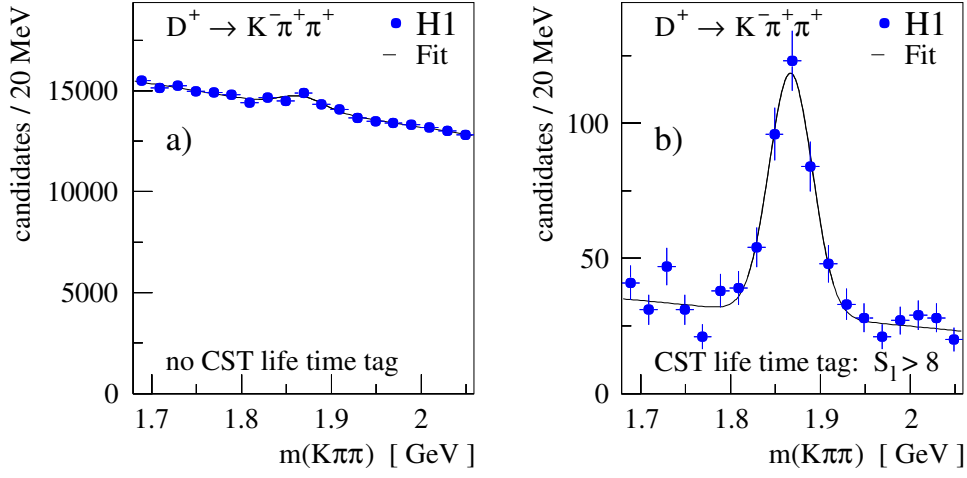 D⁺ → K⁻π⁺π⁺
H1
Fit
a)
candidates / 20 MeV
15000
10000
5000
0
no CST life time tag
1.7 1.8 1.9 2
m(Kππ) [ GeV ]
D⁺ → K⁻π⁺π⁺
H1
Fit
b)
candidates / 20 MeV
100
50
0
CST life time tag: S_l > 8
1.7 1.8 1.9 2
m(Kππ) [ GeV ]